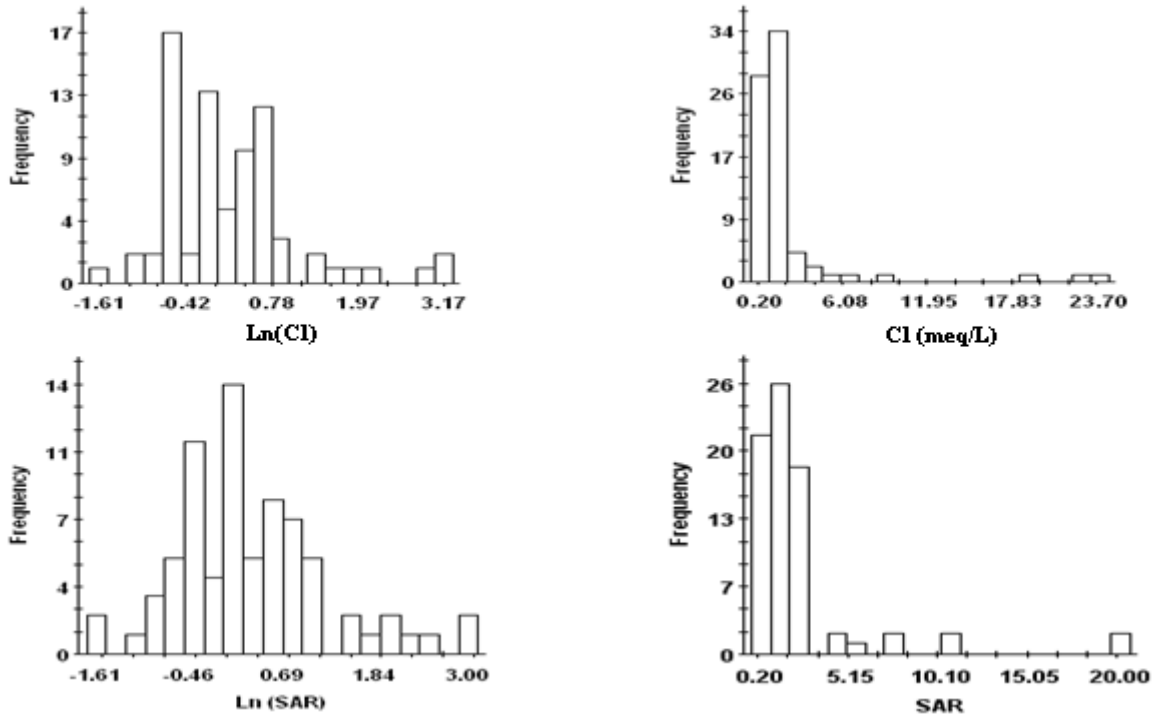 Frequency
17
13
9
4
0
-1.61 -0.42 0.78 1.97 3.17
Ln(Cl)
Frequency
34
26
17
9
0
0.20 6.08 11.95 17.83 23.70
Cl (meq/L)
Frequency
14
11
7
4
0
-1.61 -0.46 0.69 1.84 3.00
Ln (SAR)
Frequency
26
20
13
7
0
0.20 5.15 10.10 15.05 20.00
SAR